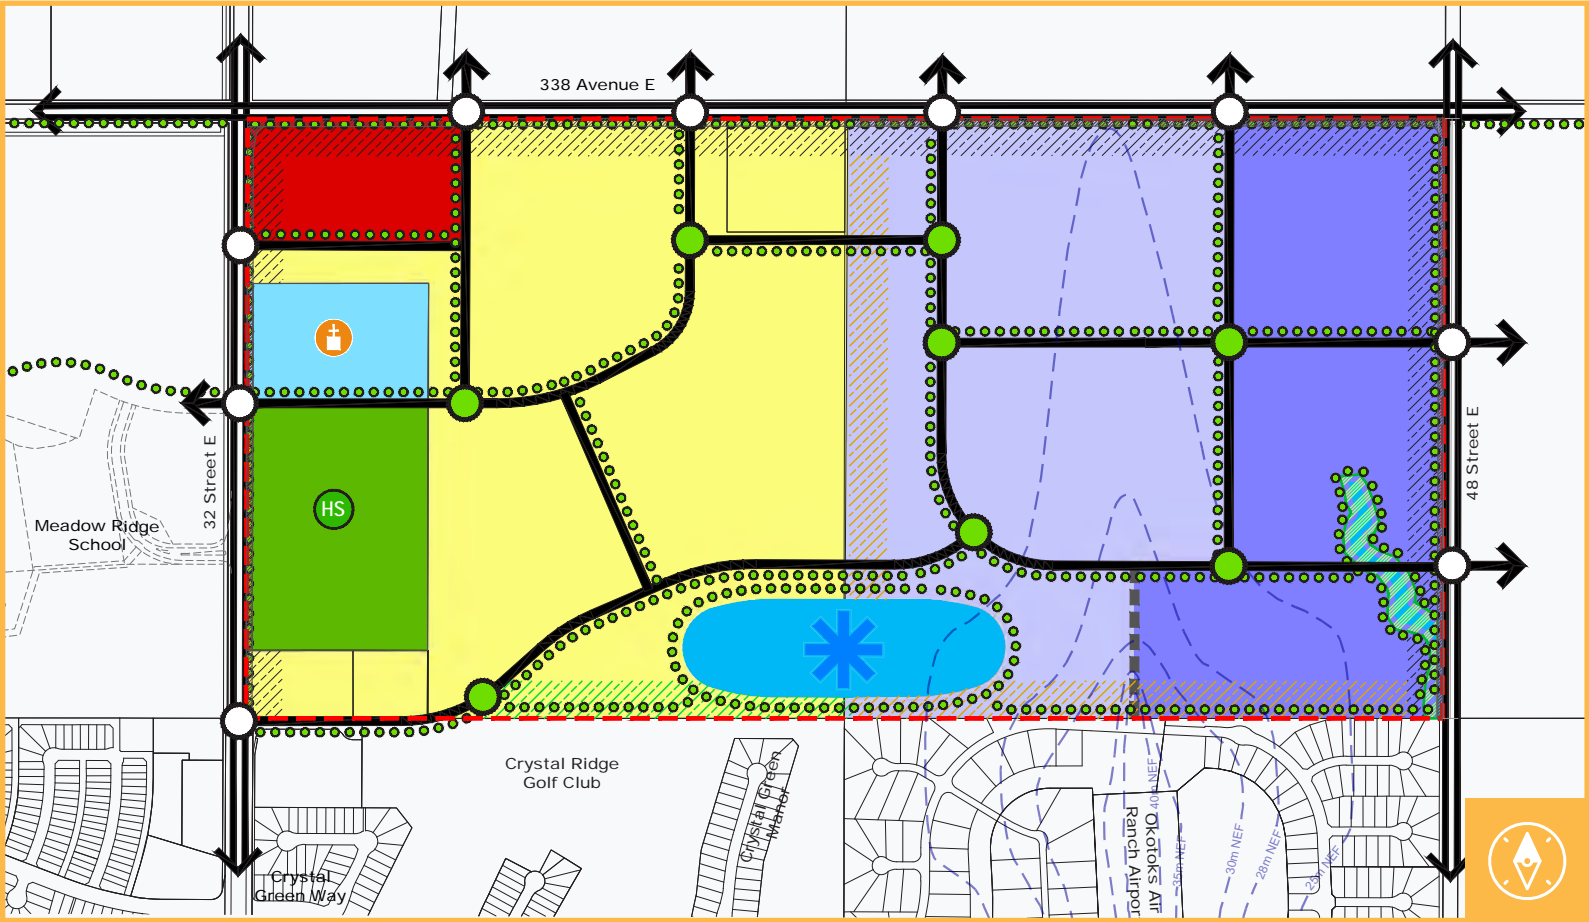 338 Avenue E
32 Street E
48 Street E
HS
Meadow Ridge
School
Crystal Ridge
Golf Club
Crystal Green
Manor
Crystal
Green Way
Okotoks Air
Ranch Airpor
40m NEF
35m NEF
30m NEF
28m NEF
25m NEF